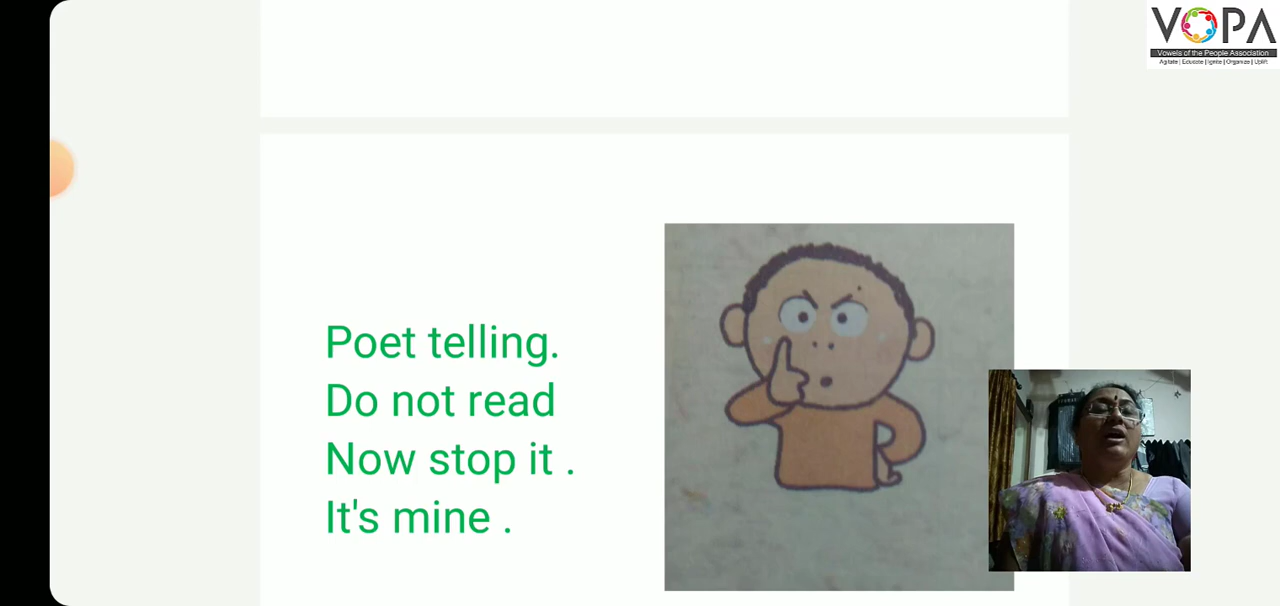 VOPA
Vowels of the People Association
Agitate | Educate | Ignite | Organize | Uplift
Poet telling.
Do not read
Now stop it .
It's mine .